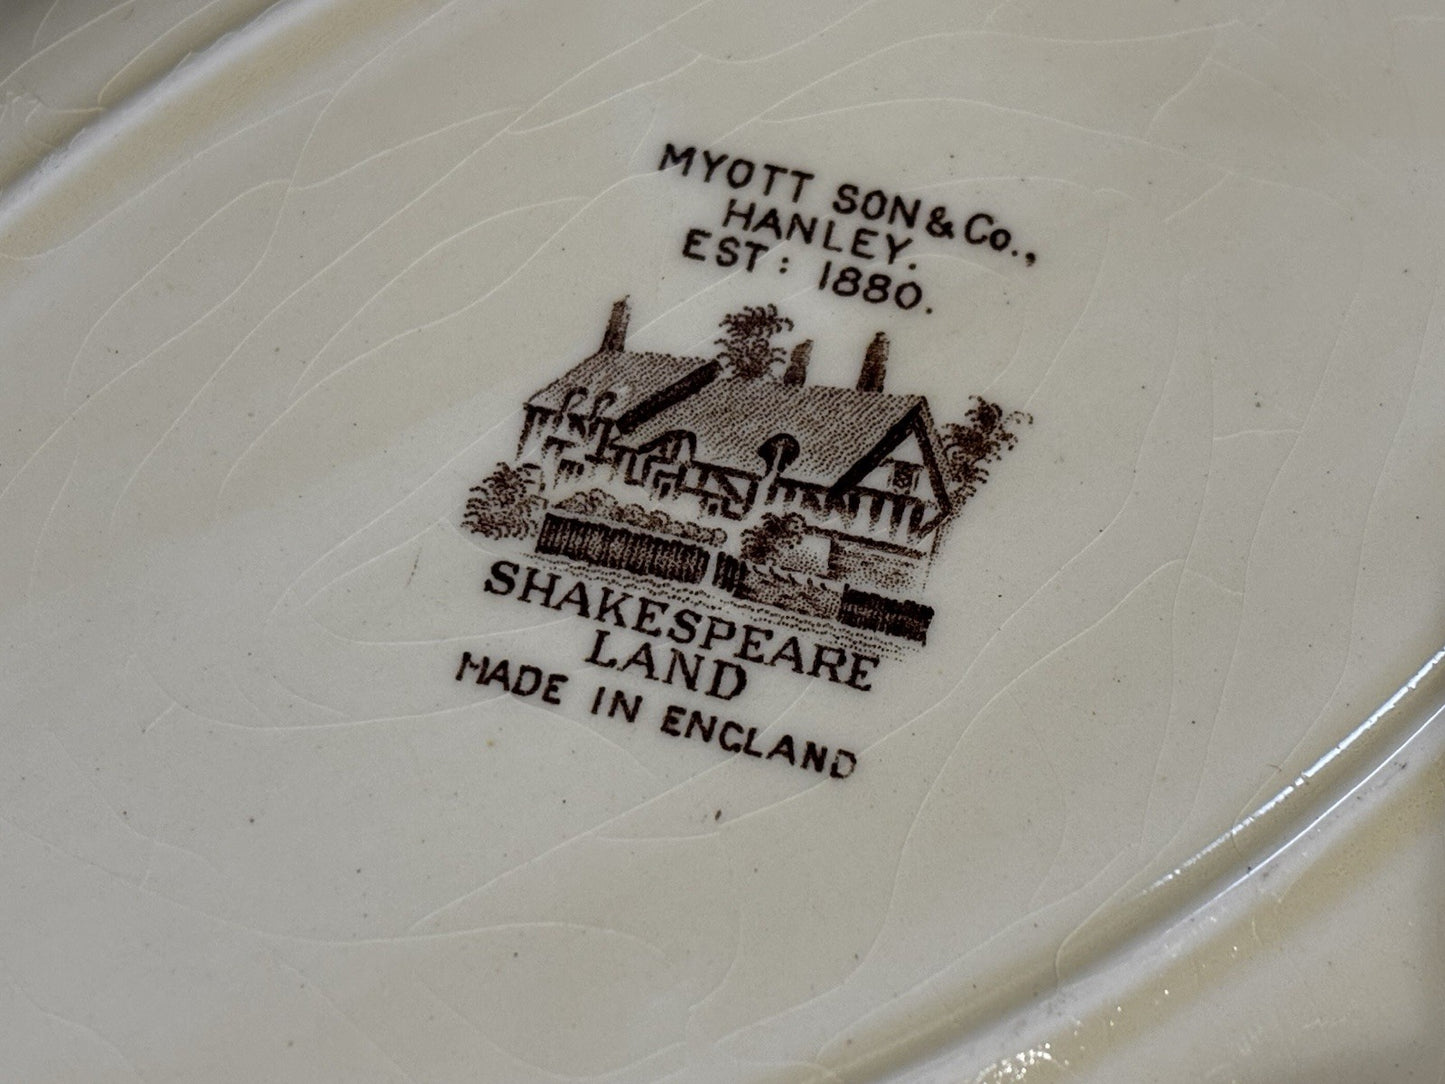 MYOTT SON & Co.,
HANLEY.
EST: 1880.
SHAKESPEARE
LAND
MADE IN ENGLAND